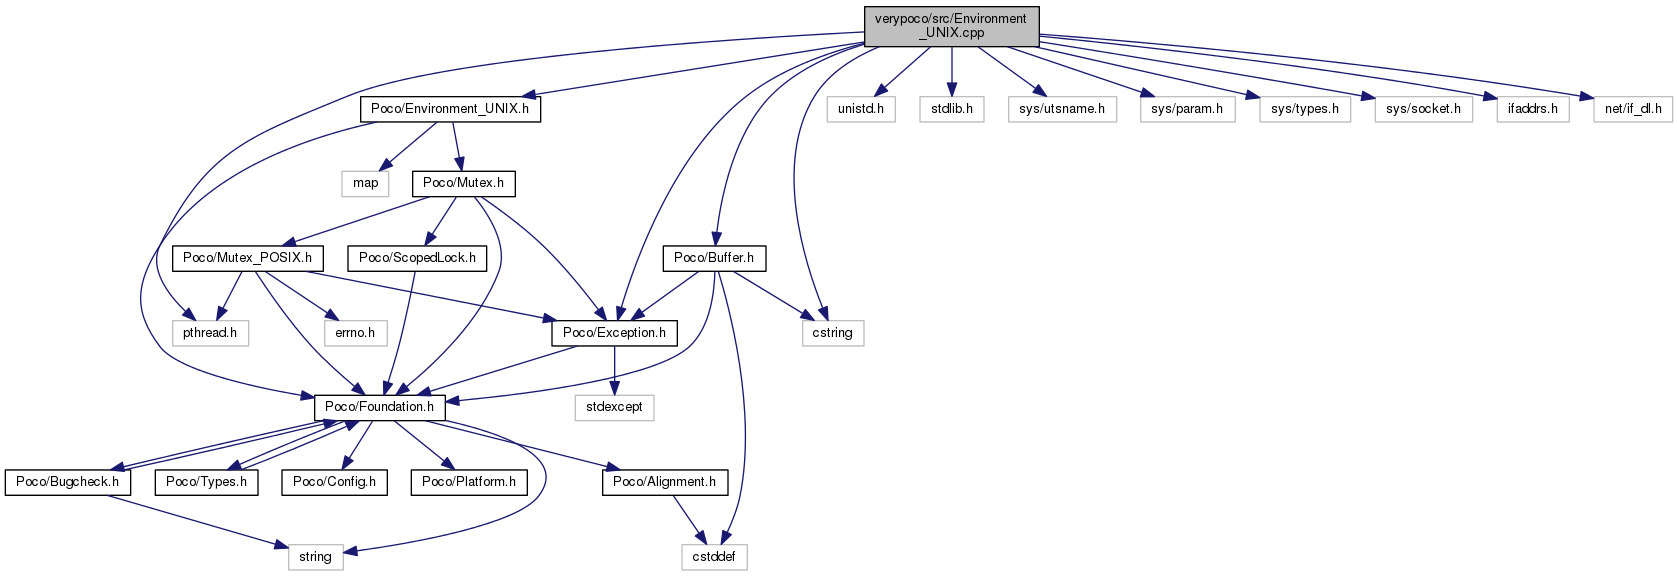 verypoco/src/Environment
_UNIX.cpp
Poco/Environment_UNIX.h
unistd.h
stdlib.h
sys/utsname.h
sys/param.h
sys/types.h
sys/socket.h
ifaddrs.h
net/if_dl.h
map
Poco/Mutex.h
Poco/Mutex_POSIX.h
Poco/ScopedLock.h
Poco/Buffer.h
pthread.h
errno.h
Poco/Exception.h
cstring
Poco/Foundation.h
stdexcept
Poco/Bugcheck.h
Poco/Types.h
Poco/Config.h
Poco/Platform.h
Poco/Alignment.h
string
cstddef